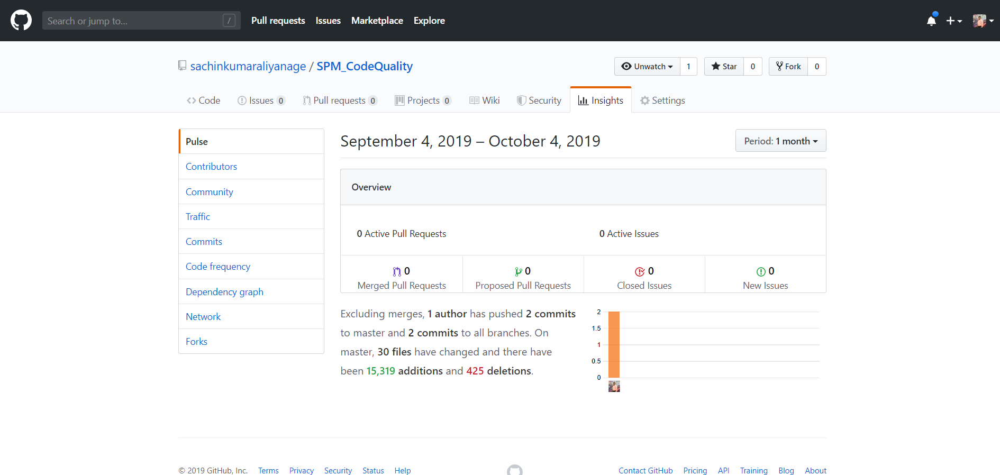 Search or jump to... /
Pull requests Issues Marketplace Explore
sachinkumaraliyanage / SPM_CodeQuality
Unwatch 1 Star 0 Fork 0
Code Issues 0 Pull requests 0 Projects 0 Wiki Security Insights Settings
Pulse
Contributors
Community
Traffic
Commits
Code frequency
Dependency graph
Network
Forks
September 4, 2019 – October 4, 2019
Period: 1 month
Overview
0 Active Pull Requests
0 Active Issues
0
Merged Pull Requests
0
Proposed Pull Requests
0
Closed Issues
0
New Issues
Excluding merges, 1 author has pushed 2 commits
to master and 2 commits to all branches. On
master, 30 files have changed and there have
been 15,319 additions and 425 deletions.
2
1.5
1
0.5
0
© 2019 GitHub, Inc. Terms Privacy Security Status Help
Contact GitHub Pricing API Training Blog About